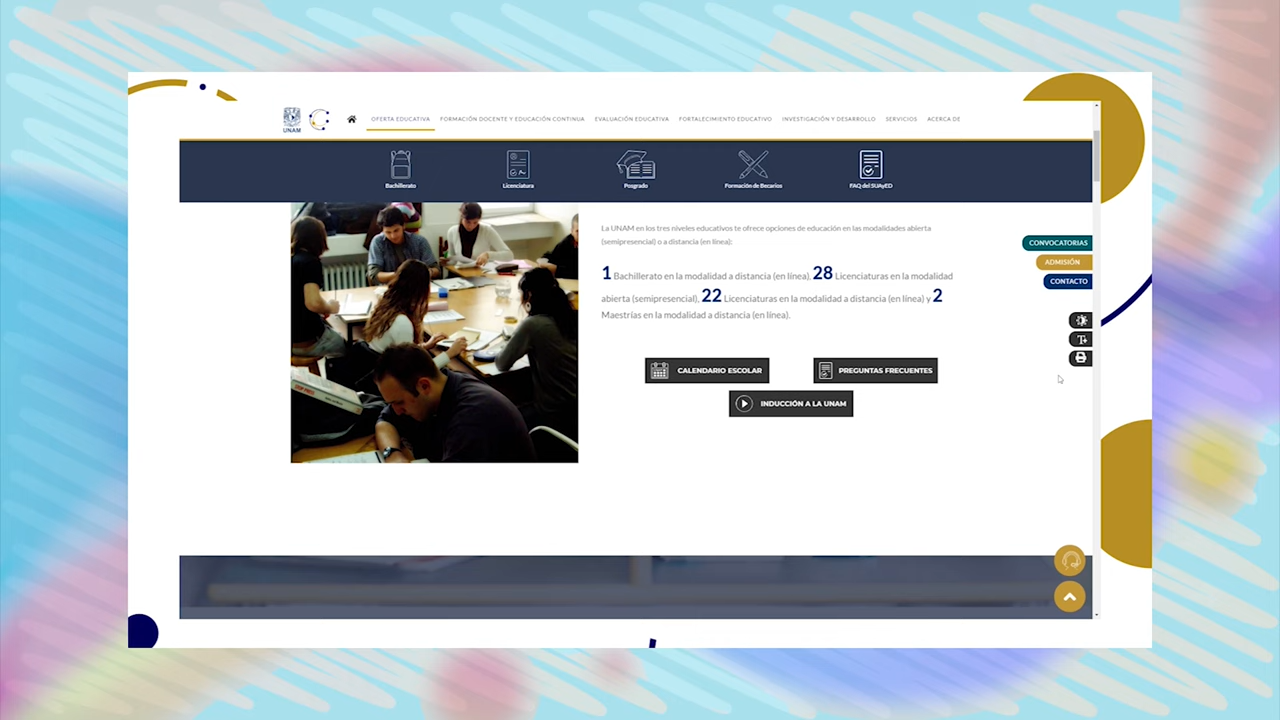 UNAM
OFERTA EDUCATIVA FORMACIÓN DOCENTE Y EDUCACIÓN CONTINUA EVALUACIÓN EDUCATIVA FORTALECIMIENTO EDUCATIVO INVESTIGACIÓN Y DESARROLLO SERVICIOS ACERCA DE
Bachillerato Licenciatura Posgrado Formación de Becarios FAQ del SUAyED
La UNAM en los tres niveles educativos te ofrece opciones de educación en las modalidades abierta
(semipresencial) o a distancia (en línea):
1 Bachillerato en la modalidad a distancia (en línea), 28 Licenciaturas en la modalidad
abierta (semipresencial), 22 Licenciaturas en la modalidad a distancia (en línea) y 2
Maestrías en la modalidad a distancia (en línea).
CALENDARIO ESCOLAR PREGUNTAS FRECUENTES
INDUCCIÓN A LA UNAM
CONVOCATORIAS
ADMISIÓN
CONTACTO
T+